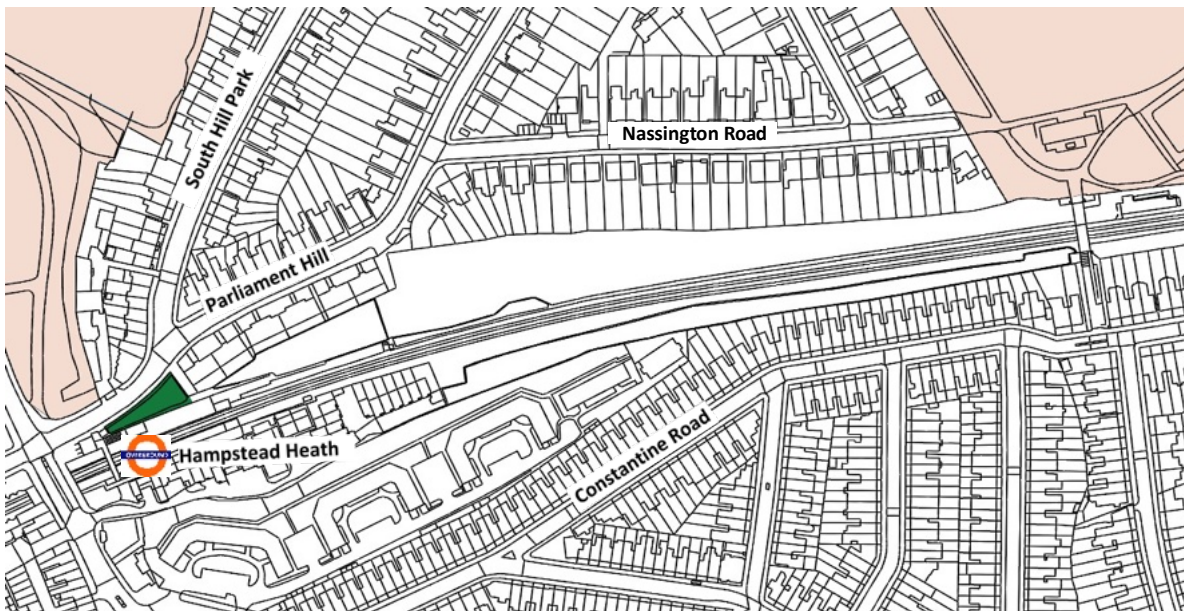 South Hill Park
Nassington Road
Parliament Hill
Hampstead Heath
Constantine Road